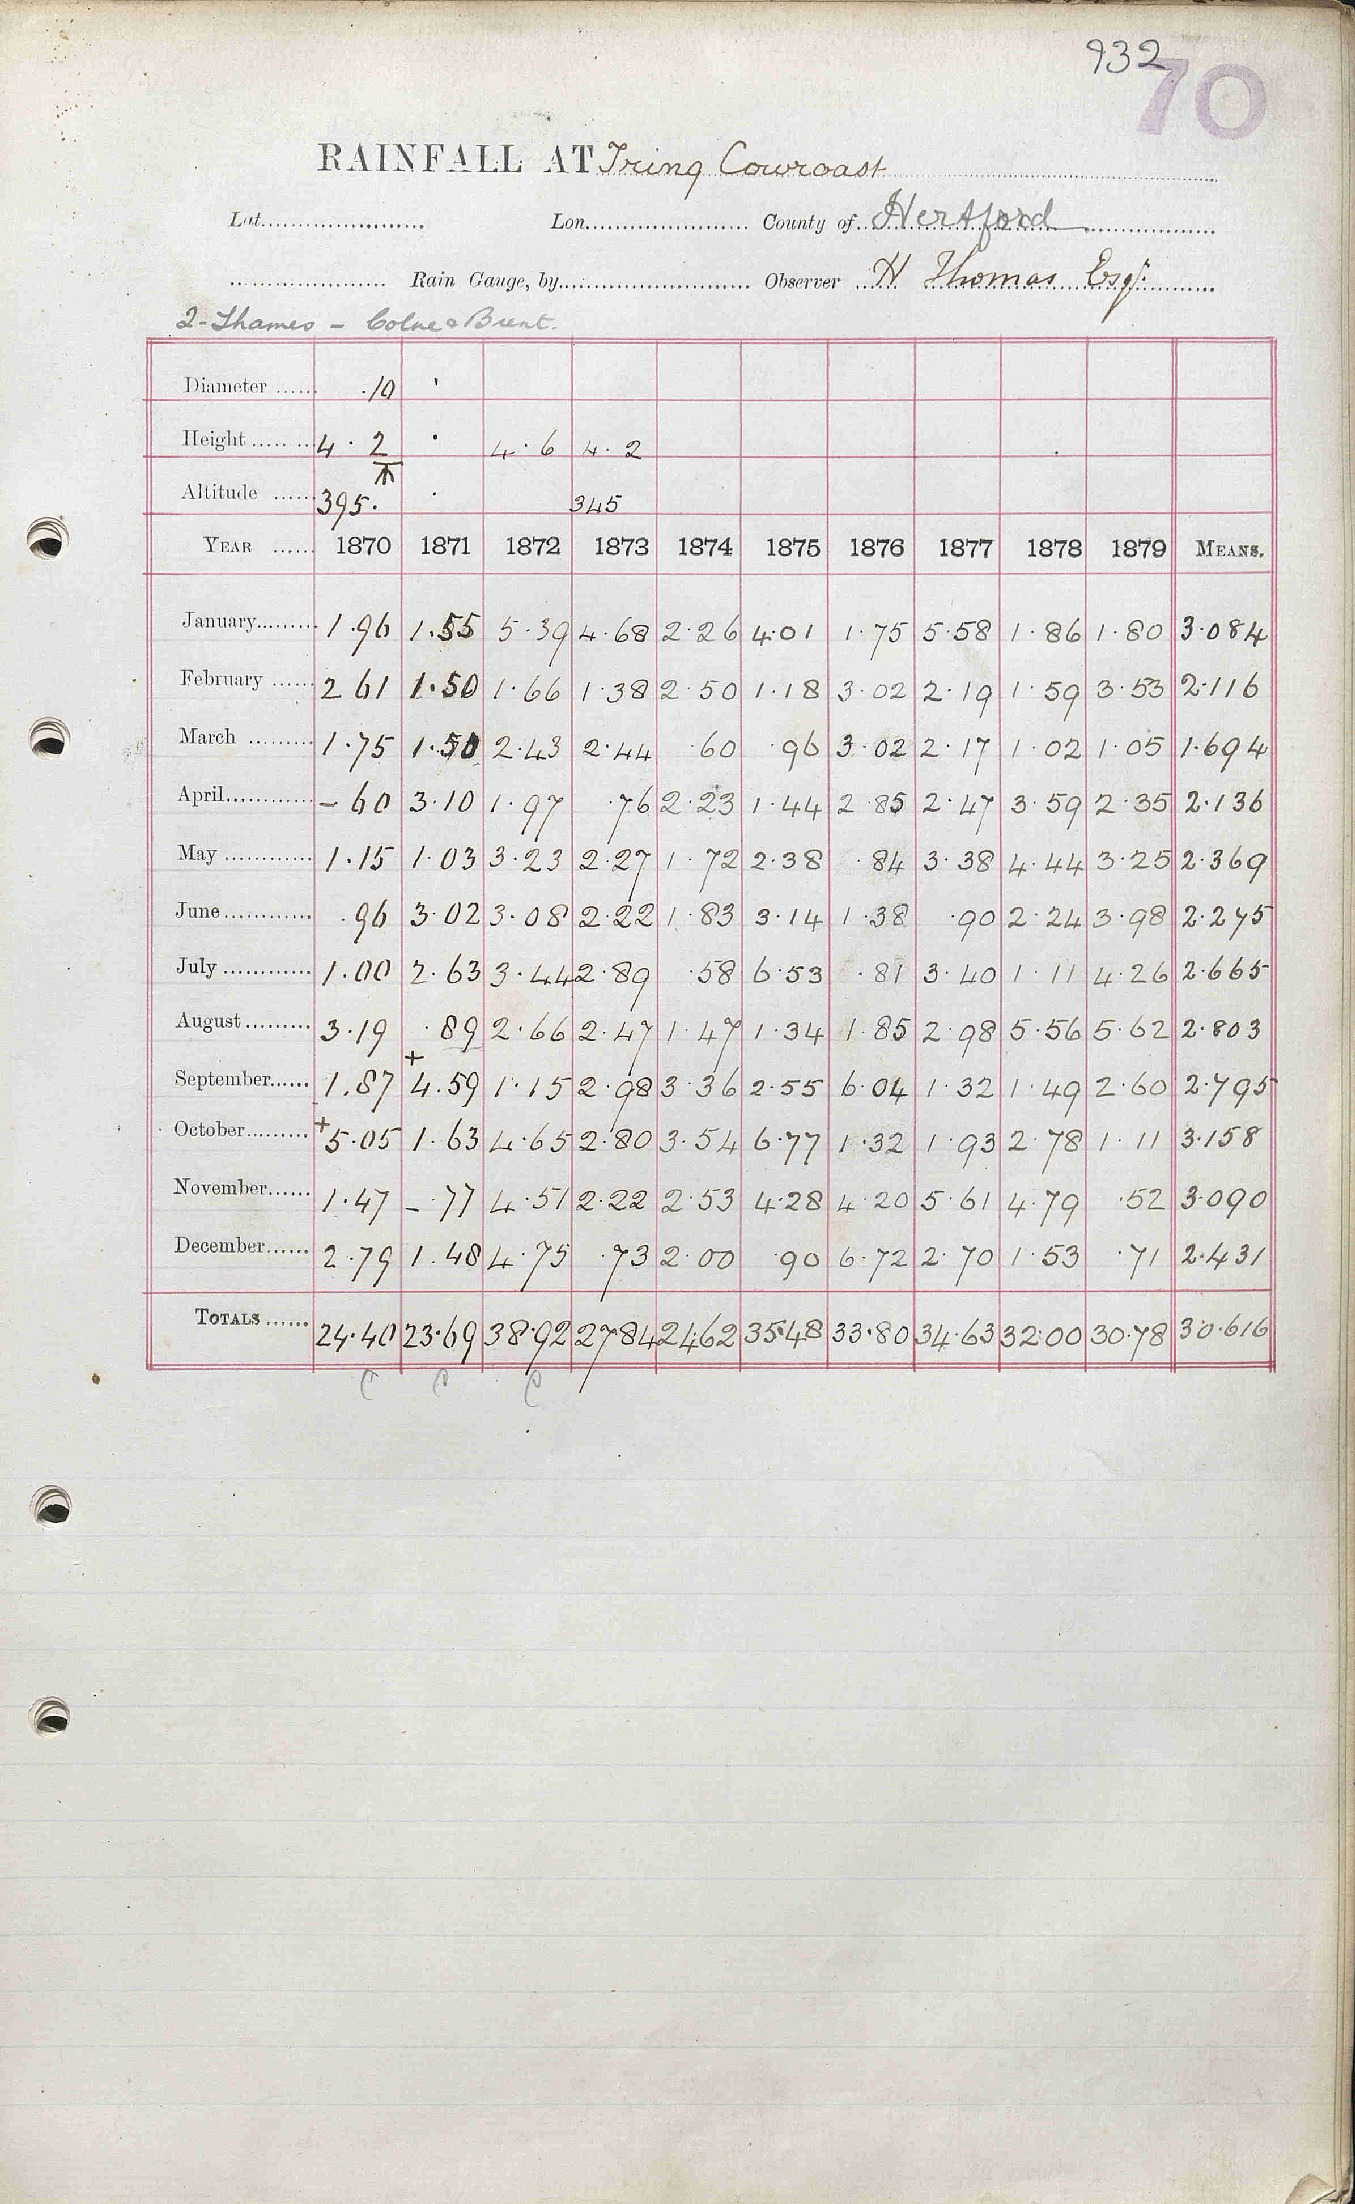 932
70
RAINFALL AT Tring Cowroast
Lat. Lon. County of Hertford
Rain Gauge, by Observer H Thomas Esqr.
2 - Thames - Colne & Brent.
Diameter .10
Height 4.2 4.6 4.2
Altitude 395. 345
YEAR 1870 1871 1872 1873 1874 1875 1876 1877 1878 1879 MEANS.
January 1.96 1.55 5.39 4.68 2.26 4.01 1.75 5.58 1.86 1.80 3.084
February 2 61 1.50 1.66 1.38 2.50 1.18 3.02 2.19 1.59 3.53 2.116
March 1.75 1.50 2.43 2.44 .60 .96 3.02 2.17 1.02 1.05 1.694
April - 60 3.10 1.97 .76 2.23 1.44 2.85 2.47 3.59 2.35 2.136
May 1.15 1.03 3.23 2.27 1.72 2.38 .84 3.38 4.44 3.25 2.369
June .96 3.02 3.08 2.22 1.83 3.14 1.38 .90 2.24 3.98 2.275
July 1.00 2.63 3.44 2.89 .58 6.53 .81 3.40 1.11 4.26 2.665
August 3.19 .89 2.66 2.47 1.47 1.34 1.85 2.98 5.56 5.62 2.803
September 1.87 +4.59 1.15 2.98 3.36 2.55 6.04 1.32 1.49 2.60 2.795
October +5.05 1.63 4.65 2.80 3.54 6.77 1.32 1.93 2.78 1.11 3.158
November 1.47 - 77 4.51 2.22 2.53 4.28 4.20 5.61 4.79 .52 3.090
December 2.79 1.48 4.75 .73 2.00 .90 6.72 2.70 1.53 .71 2.431
TOTALS 24.40 23.69 38.92 27.84 24.62 35.48 33.80 34.63 32.00 30.78 30.616
C C C